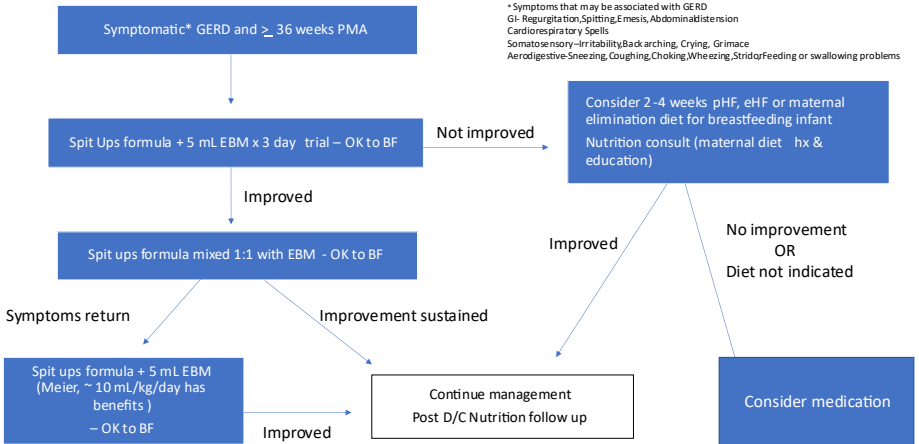 * Symptoms that may be associated with GERD
GI- Regurgitation,Spitting,Emesis,Abdominaldistension
Cardiorespiratory Spells
Somatosensory–Irritability,Back arching, Crying, Grimace
Aerodigestive-Sneezing,Coughing,Choking,Wheezing,Stridor,Feeding or swallowing problems
Symptomatic* GERD and ≥ 36 weeks PMA
Spit Ups formula + 5 mL EBM x 3 day trial – OK to BF
Not improved
Consider 2-4 weeks pHF, eHF or maternal
elimination diet for breastfeeding infant
Nutrition consult (maternal diet hx &
education)
Improved
Spit ups formula mixed 1:1 with EBM - OK to BF
Improved
No improvement
OR
Diet not indicated
Symptoms return
Improvement sustained
Spit ups formula + 5 mL EBM
(Meier, ~ 10 mL/kg/day has
benefits )
– OK to BF
Improved
Continue management
Post D/C Nutrition follow up
Consider medication